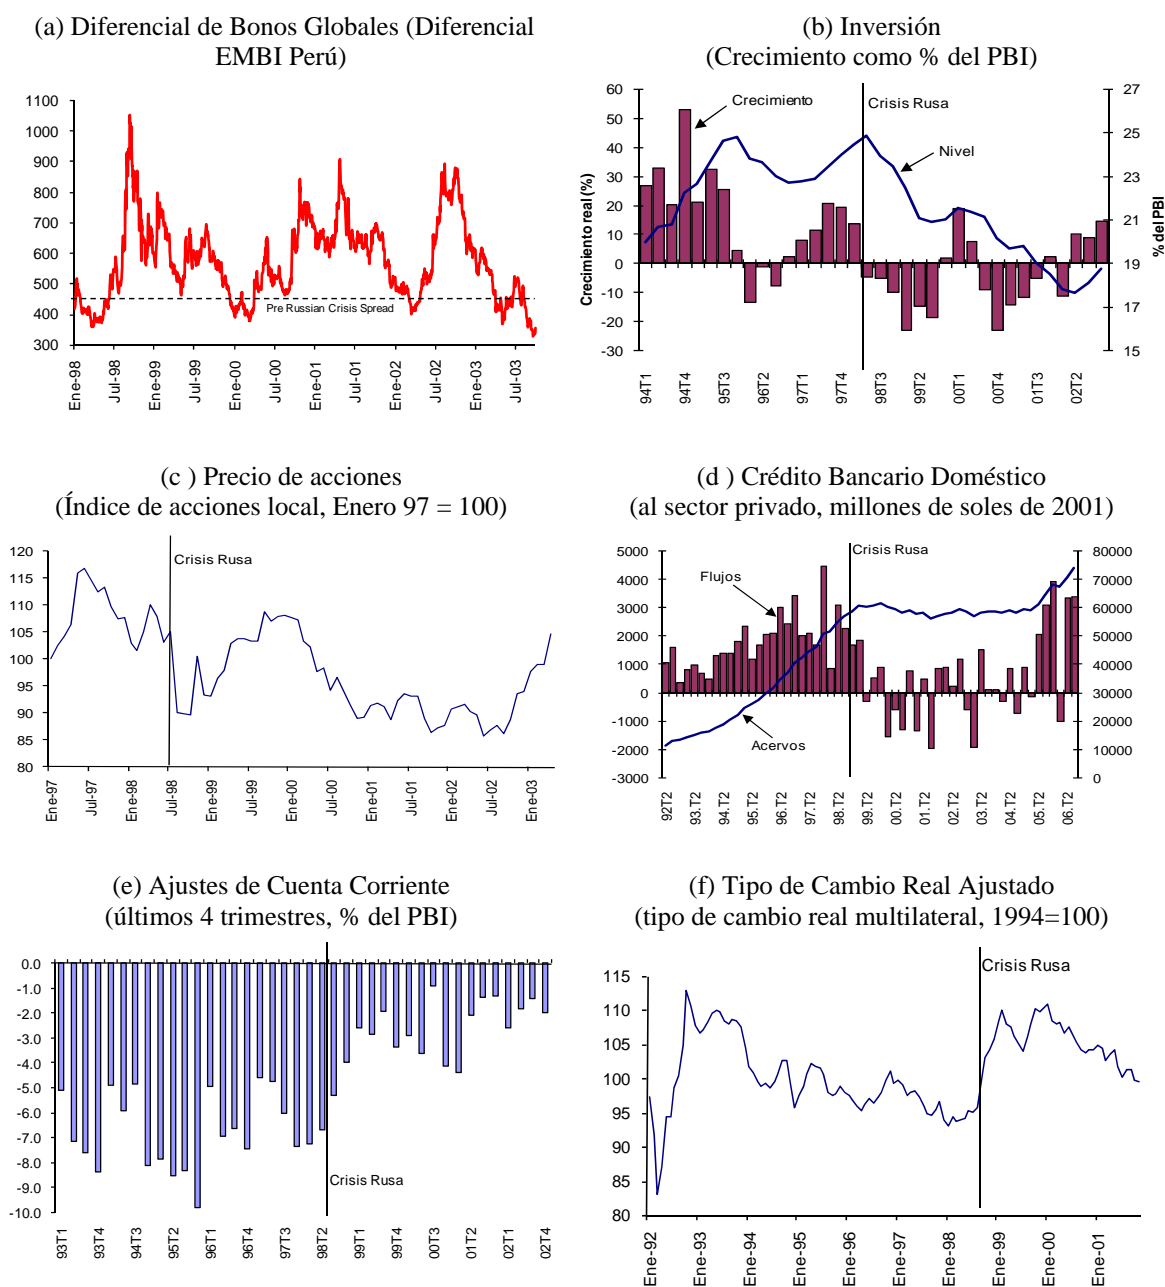 (a) Diferencial de Bonos Globales (Diferencial
EMBI Perú)
1100
1000
900
800
700
600
500
400
300
Pre Russian Crisis Spread
Ene-98
Jul-98
Ene-99
Jul-99
Ene-00
Jul-00
Ene-01
Jul-01
Ene-02
Jul-02
Ene-03
Jul-03
(b) Inversión
(Crecimiento como % del PBI)
60
50
40
30
20
10
0
-10
-20
-30
Crecimiento real (%)
Crecimiento
Crisis Rusa
Nivel
27
25
23
21
19
17
15
% del PBI
94T1
94T4
95T3
96T2
97T1
97T4
98T3
99T2
00T1
00T4
01T3
02T2
(c ) Precio de acciones
(Índice de acciones local, Enero 97 = 100)
120
115
110
105
100
95
90
85
80
Crisis Rusa
Ene-97
Jul-97
Ene-98
Jul-98
Ene-99
Jul-99
Ene-00
Jul-00
Ene-01
Jul-01
Ene-02
Jul-02
Ene-03
(d ) Crédito Bancario Doméstico
(al sector privado, millones de soles de 2001)
5000
4000
3000
2000
1000
0
-1000
-2000
-3000
Flujos
Crisis Rusa
Acervos
80000
70000
60000
50000
40000
30000
20000
10000
0
92T2
93.T2
94.T2
95.T2
96.T2
97.T2
98.T2
99.T2
00.T2
01.T2
02.T2
03.T2
04.T2
05.T2
06.T2
(e) Ajustes de Cuenta Corriente
(últimos 4 trimestres, % del PBI)
0.0
-1.0
-2.0
-3.0
-4.0
-5.0
-6.0
-7.0
-8.0
-9.0
-10.0
Crisis Rusa
93T1
93T4
94T3
95T2
96T1
96T4
97T3
98T2
99T1
99T4
00T3
01T2
02T1
02T4
(f) Tipo de Cambio Real Ajustado
(tipo de cambio real multilateral, 1994=100)
115
110
105
100
95
90
85
80
Crisis Rusa
Ene-92
Ene-93
Ene-94
Ene-95
Ene-96
Ene-97
Ene-98
Ene-99
Ene-00
Ene-01